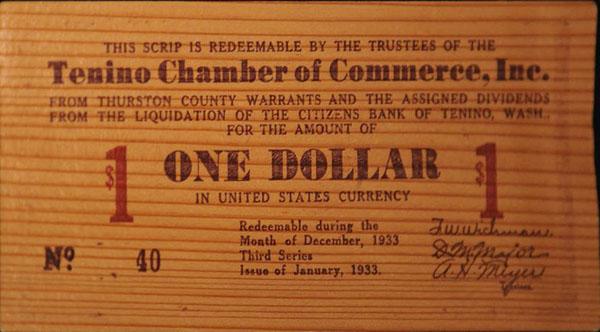 THIS SCRIP IS REDEEMABLE BY THE TRUSTEES OF THE
Tenino Chamber of Commerce, Inc.
FROM THURSTON COUNTY WARRANTS AND THE ASSIGNED DIVIDENDS
FROM THE LIQUIDATION OF THE CITIZENS BANK OF TENINO, WASH.
FOR THE AMOUNT OF
$1 ONE DOLLAR $1
IN UNITED STATES CURRENCY
Redeemable during the
Month of December, 1933
Third Series
Issue of January, 1933.
No. 40
D. M. Major
A. H. Meyer